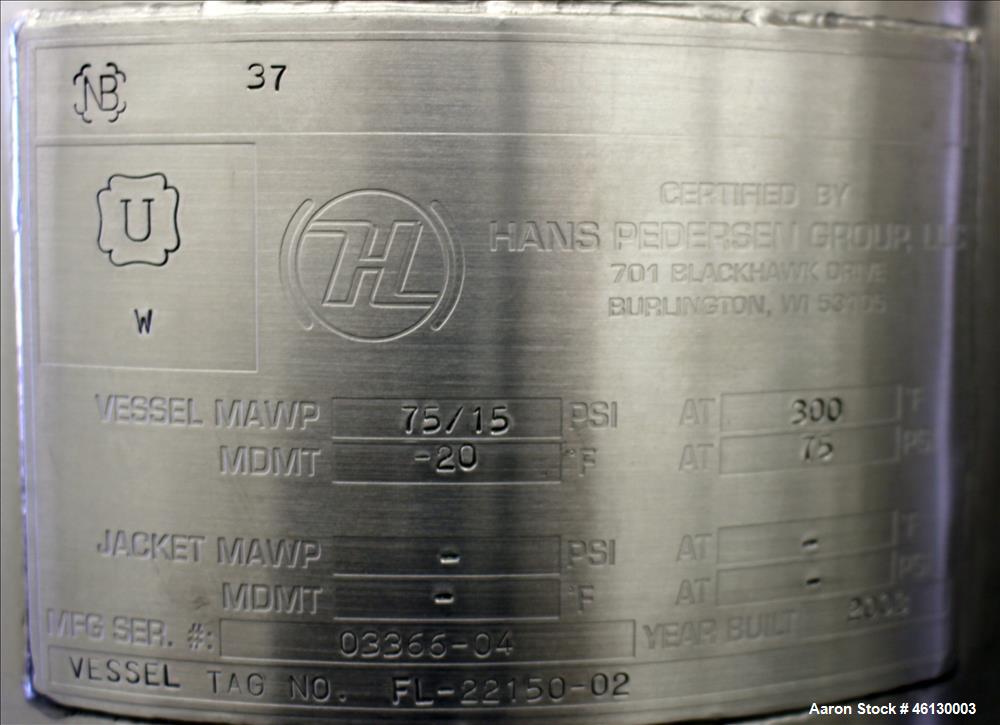 NB 37
U
W
HL
CERTIFIED BY
HANS PEDERSEN GROUP, LLC
701 BLACKHAWK DRIVE
BURLINGTON, WI 53105
VESSEL MAWP 75/15 PSI AT 300 °F
MDMT -20 °F AT 75 PSI
JACKET MAWP - PSI AT - °F
MDMT - °F AT - PSI
MFG SER. #: 03366-04 YEAR BUILT
VESSEL TAG NO. FL-22150-02
Aaron Stock # 46130003